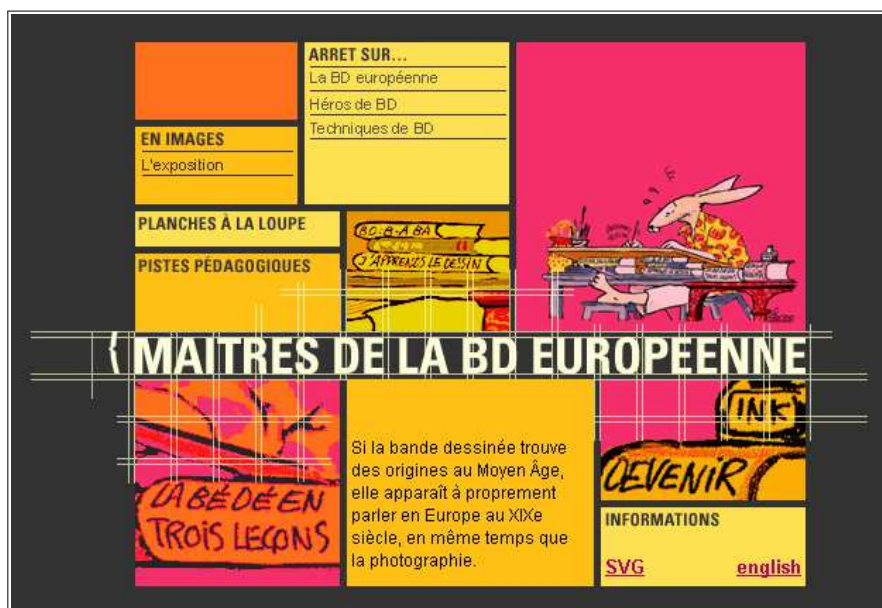 ARRET SUR...
La BD européenne
Héros de BD
Techniques de BD
EN IMAGES
L'exposition
PLANCHES À LA LOUPE
PISTES PÉDAGOGIQUES
BD. B-A BA
J'APPRENDS LE DESSIN
{ MAITRES DE LA BD EUROPEENNE
LA BÉDÉ EN
TROIS LEÇONS
Si la bande dessinée trouve
des origines au Moyen Âge,
elle apparaît à proprement
parler en Europe au XIXe
siècle, en même temps que
la photographie.
INK
DEVENIR
INFORMATIONS
SVG english